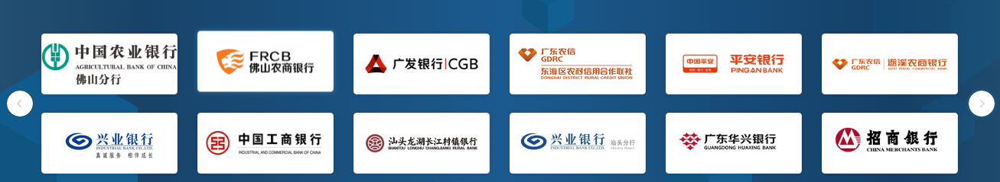 中国农业银行
AGRICULTURAL BANK OF CHINA
佛山分行
FRCB
佛山农商银行
广发银行|CGB
广东农信
GDRC
东海区农村信用合作联社
DONGHAI DISTRICT RURAL CREDIT UNION
中国平安
平安银行
PINGAN BANK
广东农信
GDRC
遂溪农商银行
SUIXI RURAL COMMERCIAL BANK
兴业银行
INDUSTRIAL BANK CO.,LTD.
真诚服务 相伴成长
中国工商银行
INDUSTRIAL AND COMMERCIAL BANK OF CHINA
汕头龙湖长江村镇银行
SHANTOU LONGHU CHANGJIANG RURAL BANK
兴业银行
INDUSTRIAL BANK CO.,LTD.
汕头分行
广东华兴银行
GUANGDONG HUAXING BANK
招商银行
CHINA MERCHANTS BANK